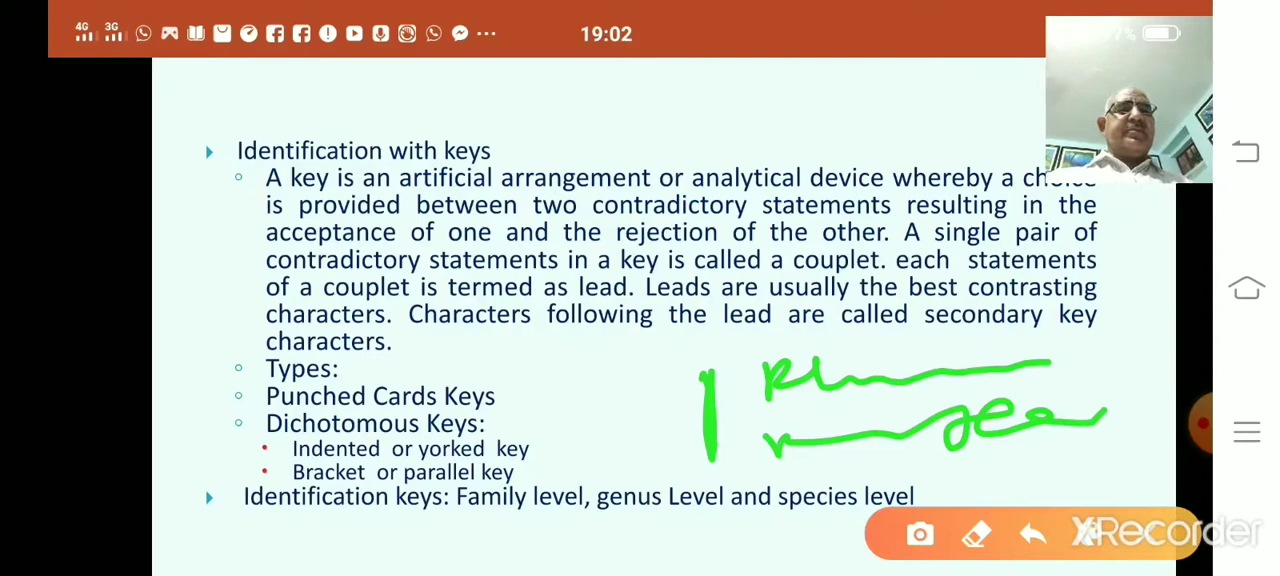 4G 3G 19:02 7%
Identification with keys
A key is an artificial arrangement or analytical device whereby a choice
is provided between two contradictory statements resulting in the
acceptance of one and the rejection of the other. A single pair of
contradictory statements in a key is called a couplet. each statements
of a couplet is termed as lead. Leads are usually the best contrasting
characters. Characters following the lead are called secondary key
characters.
Types:
Punched Cards Keys
Dichotomous Keys:
Indented or yorked key
Bracket or parallel key
Identification keys: Family level, genus Level and species level
XRecorder